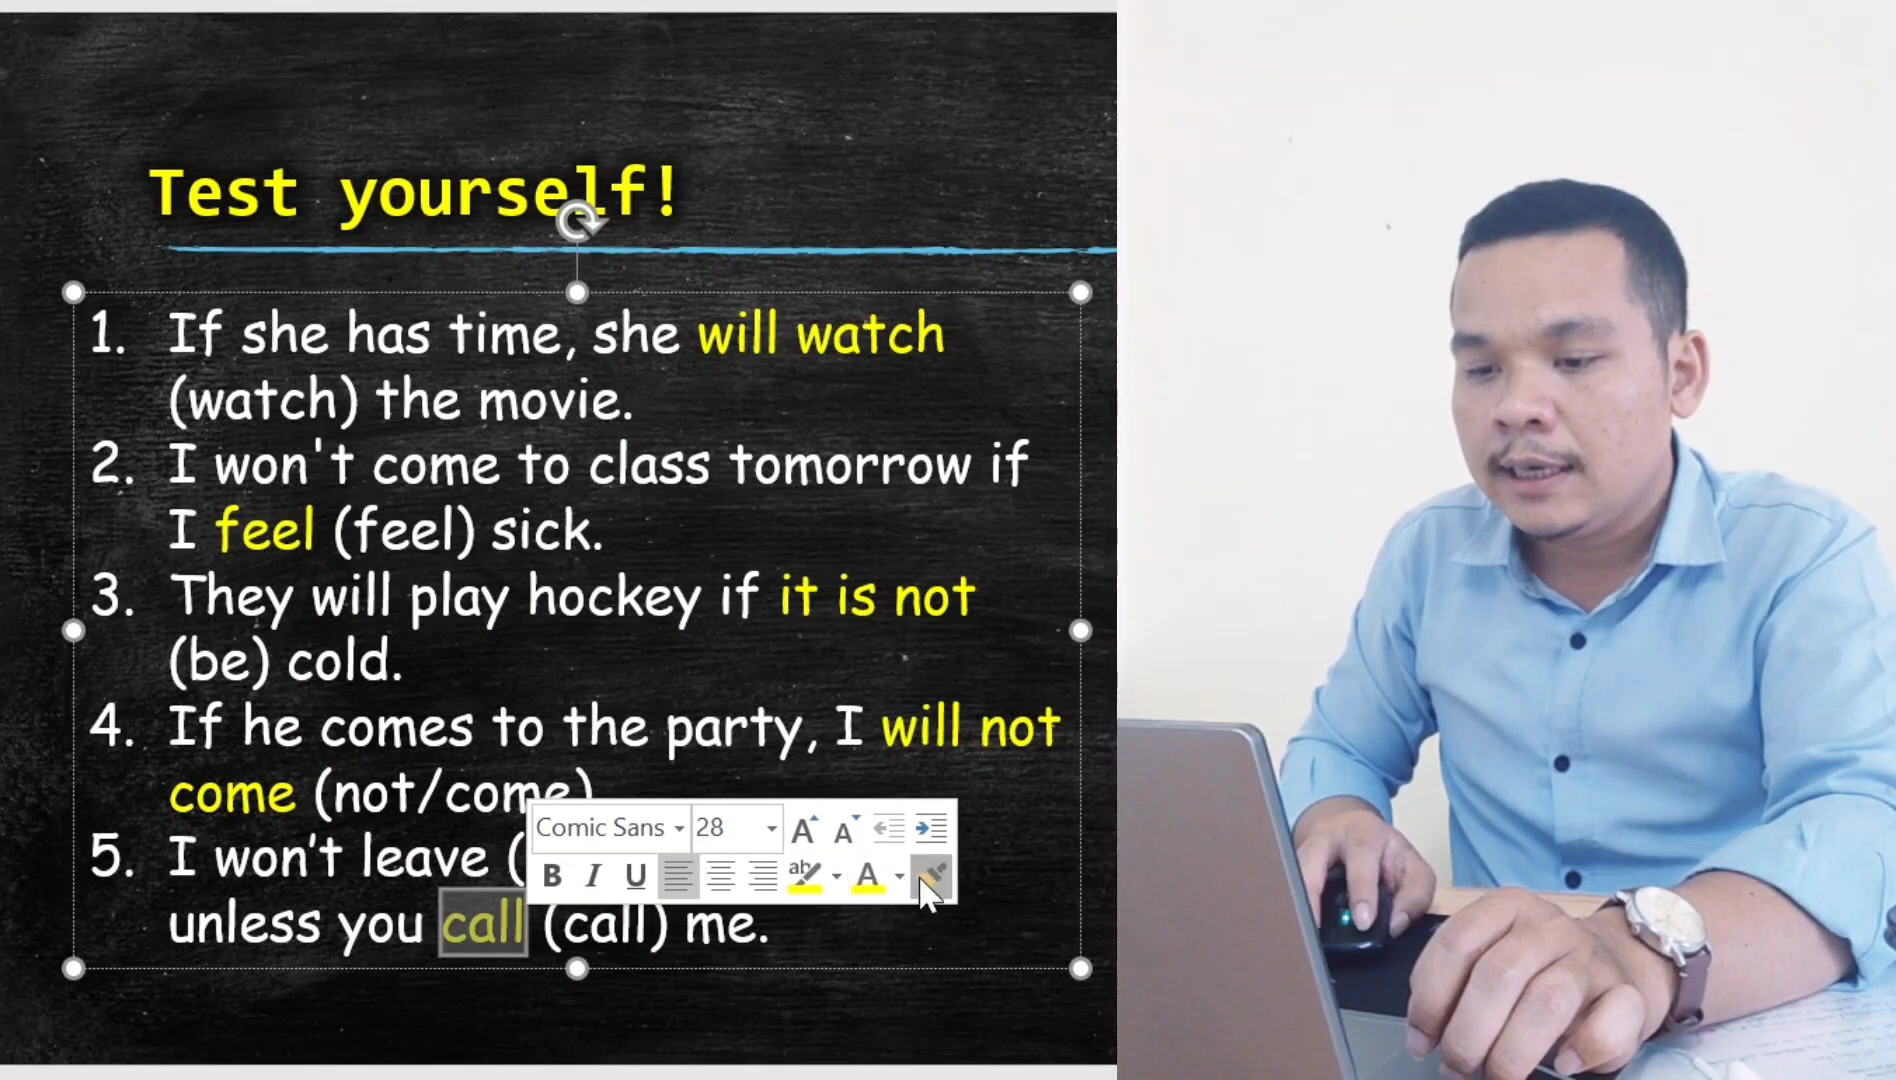 Test yourself!
1. If she has time, she will watch
(watch) the movie.
2. I won't come to class tomorrow if
I feel (feel) sick.
3. They will play hockey if it is not
(be) cold.
4. If he comes to the party, I will not
come (not/come)
Comic Sans 28
A A
5. I won't leave (
B I U ab A
unless you call (call) me.